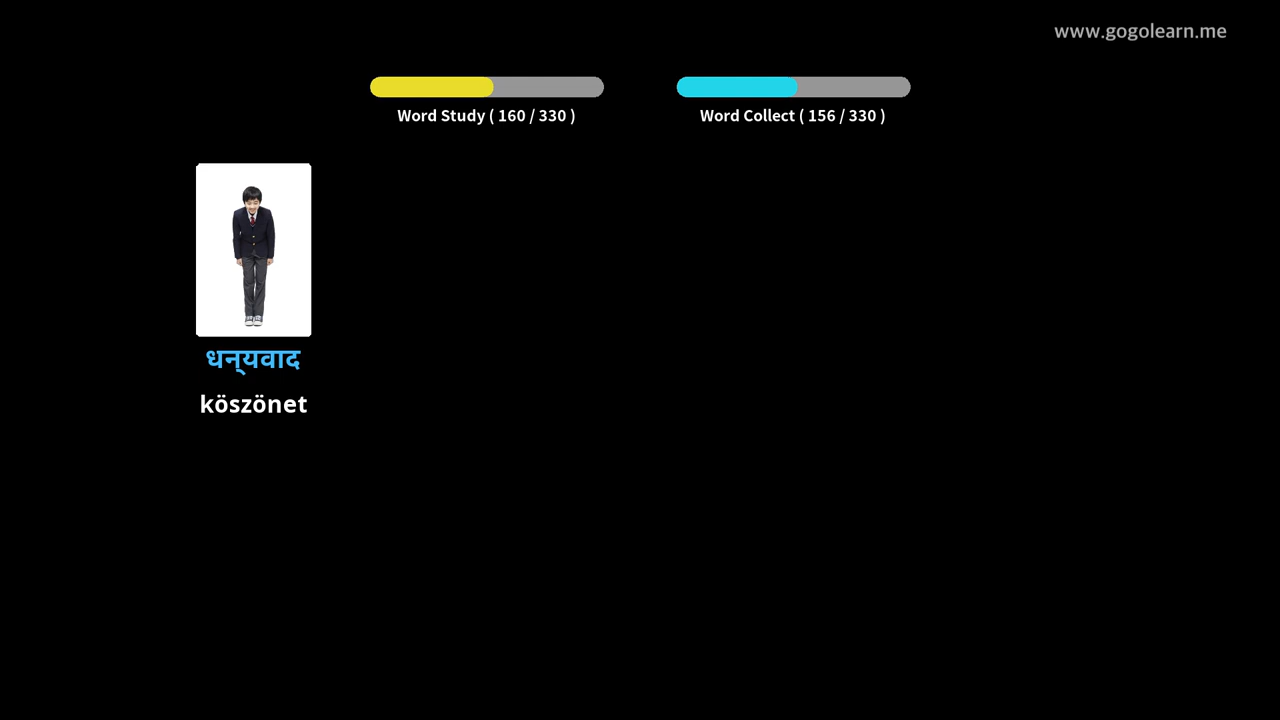 www.gogolearn.me
Word Study ( 160 / 330 )
Word Collect ( 156 / 330 )
धन्यवाद
köszönet